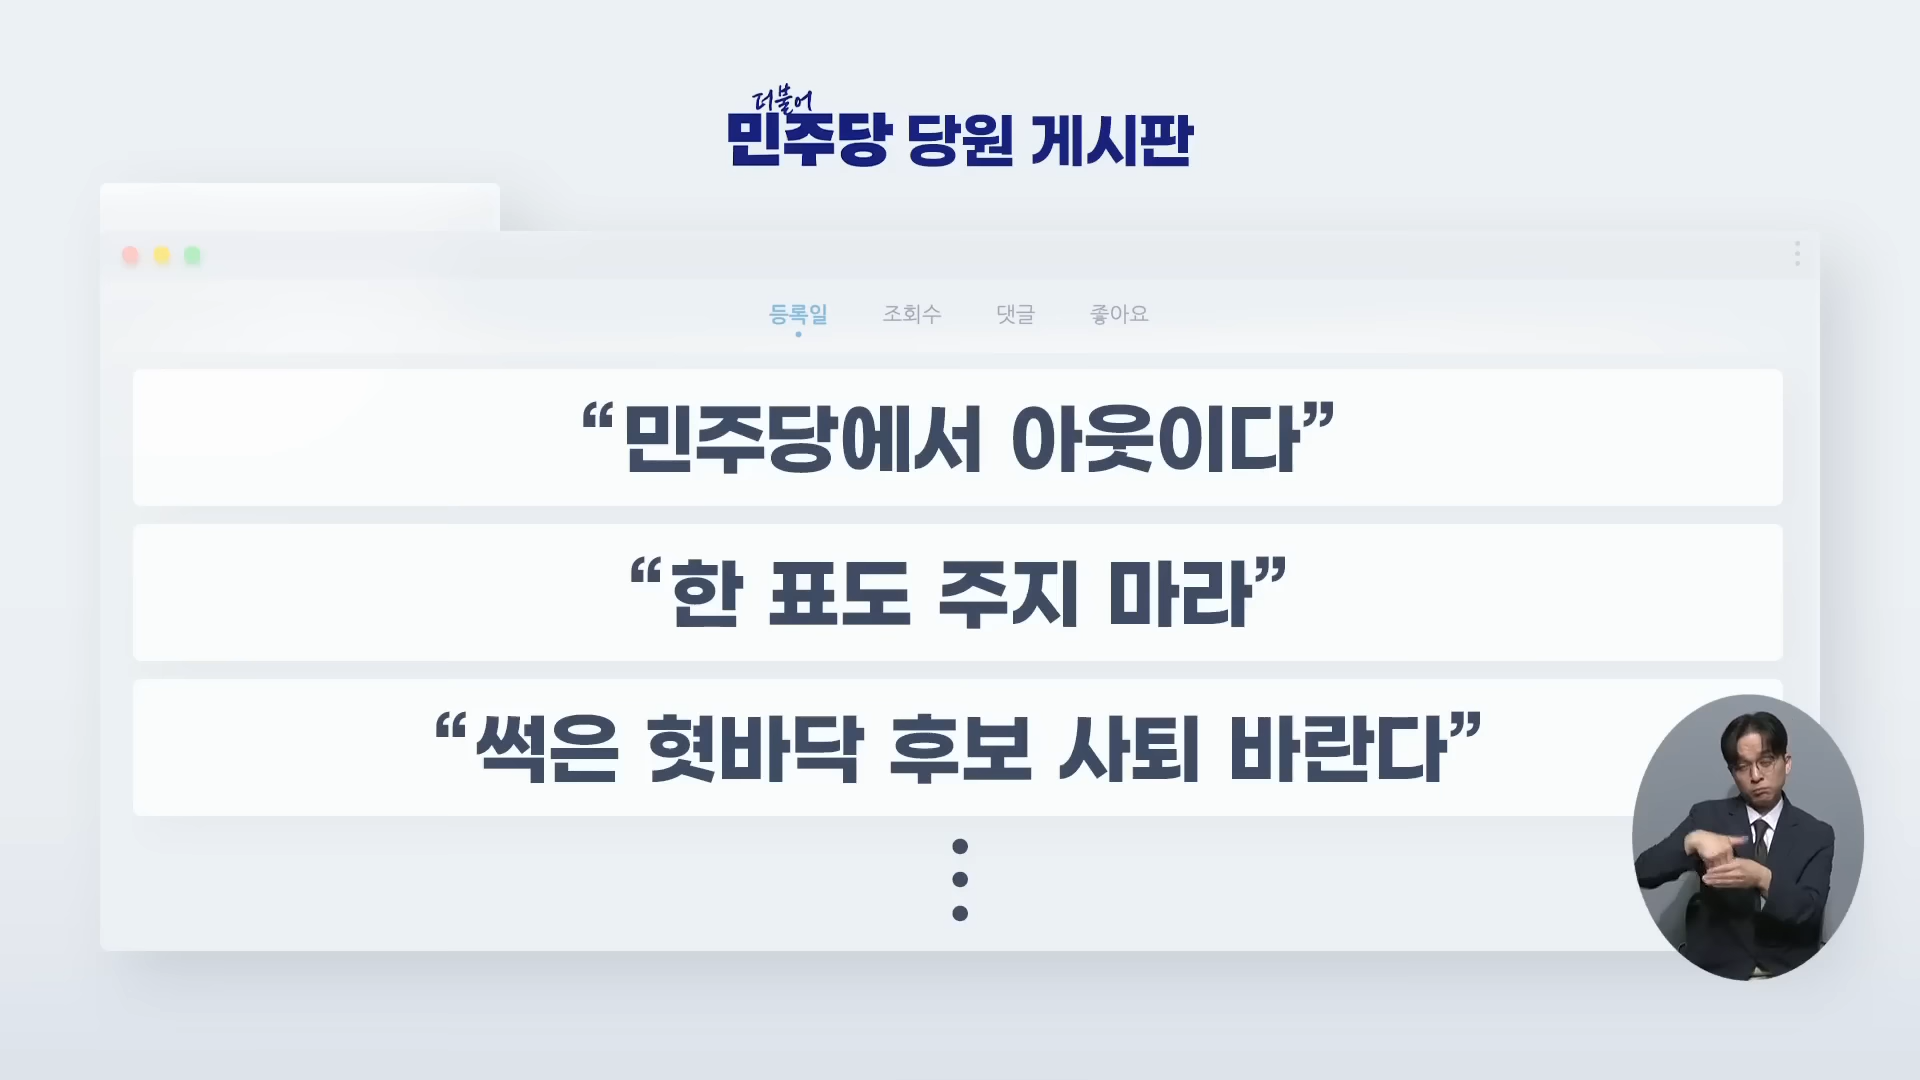 더불어
민주당 당원 게시판
등록일 조회수 댓글 좋아요
“민주당에서 아웃이다”
“한 표도 주지 마라”
“썩은 혓바닥 후보 사퇴 바란다”